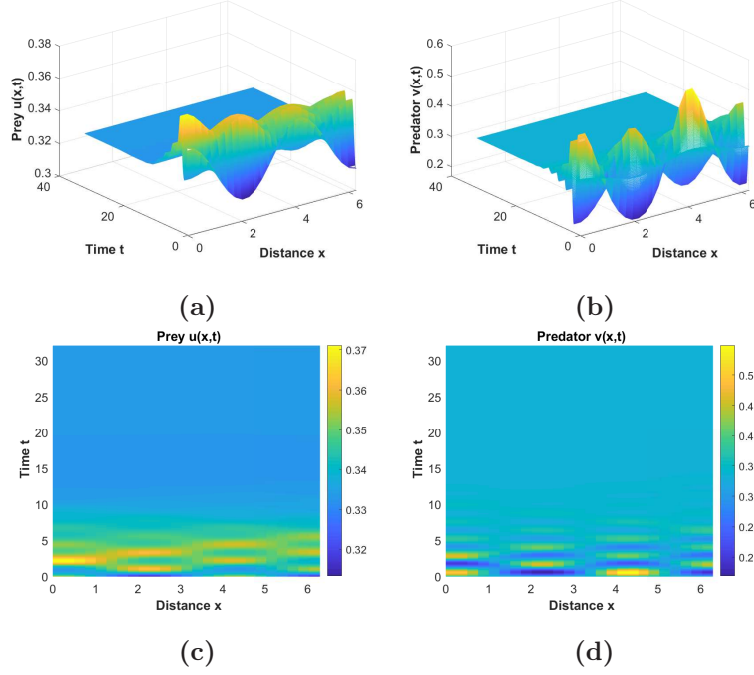 0.38
0.36
0.34
0.32
0.3
Prey u(x,t)
40
20
0
Time t
0
2
4
6
Distance x
(a)
0.6
0.5
0.4
0.3
0.2
Predator v(x,t)
40
20
0
Time t
0
2
4
6
Distance x
(b)
Prey u(x,t)
30
25
20
15
10
5
0
Time t
0 1 2 3 4 5 6
Distance x
0.37
0.36
0.35
0.34
0.33
0.32
(c)
Predator v(x,t)
30
25
20
15
10
5
0
Time t
0 1 2 3 4 5 6
Distance x
0.5
0.4
0.4
0.3
0.3
0.2
0.2
(d)